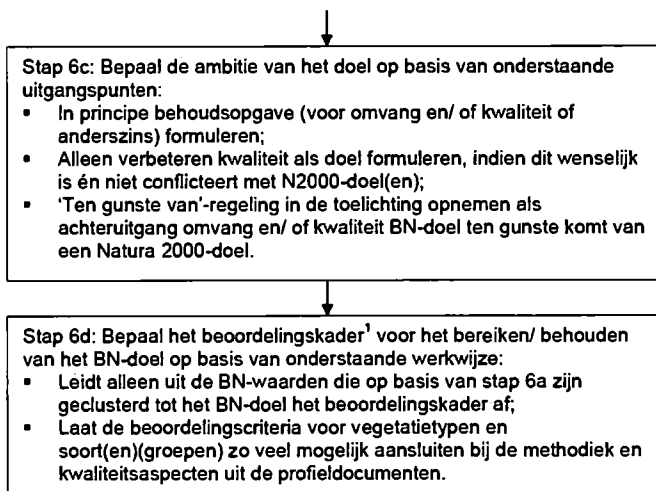 Stap 6c: Bepaal de ambitie van het doel op basis van onderstaande
uitgangspunten:
▪ In principe behoudsopgave (voor omvang en/ of kwaliteit of
anderszins) formuleren;
▪ Alleen verbeteren kwaliteit als doel formuleren, indien dit wenselijk
is én niet conflicteert met N2000-doel(en);
▪ 'Ten gunste van'-regeling in de toelichting opnemen als
achteruitgang omvang en/ of kwaliteit BN-doel ten gunste komt van
een Natura 2000-doel.
Stap 6d: Bepaal het beoordelingskader¹ voor het bereiken/ behouden
van het BN-doel op basis van onderstaande werkwijze:
▪ Leidt alleen uit de BN-waarden die op basis van stap 6a zijn
geclusterd tot het BN-doel het beoordelingskader af;
▪ Laat de beoordelingscriteria voor vegetatietypen en
soort(en)(groepen) zo veel mogelijk aansluiten bij de methodiek en
kwaliteitsaspecten uit de profieldocumenten.